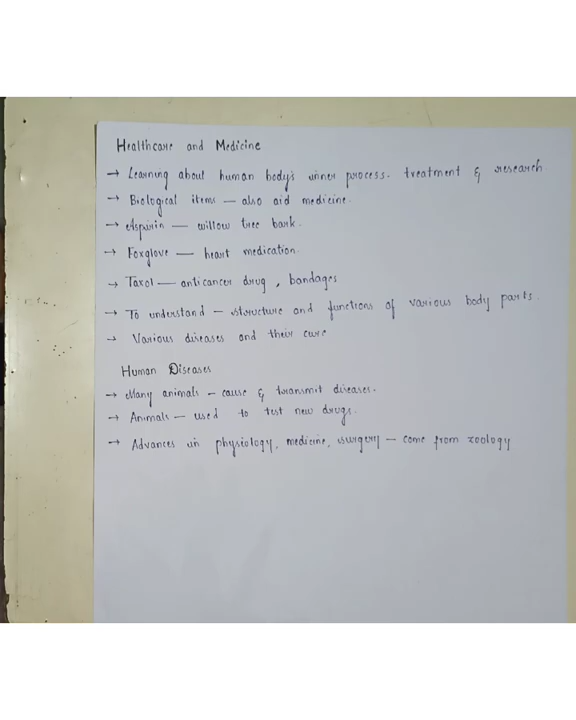 Healthcare and Medicine
→ Learning about human body's inner process. treatment & research.
→ Biological items — also aid medicine.
→ Aspirin — willow tree bark.
→ Foxglove — heart medication.
→ Taxol — anticancer drug, bandages
→ To understand — structure and functions of various body parts.
→ Various diseases and their cure
Human Diseases
→ Many animals — cause & transmit diseases.
→ Animals — used to test new drugs.
→ Advances in physiology, medicine, surgery — come from zoology